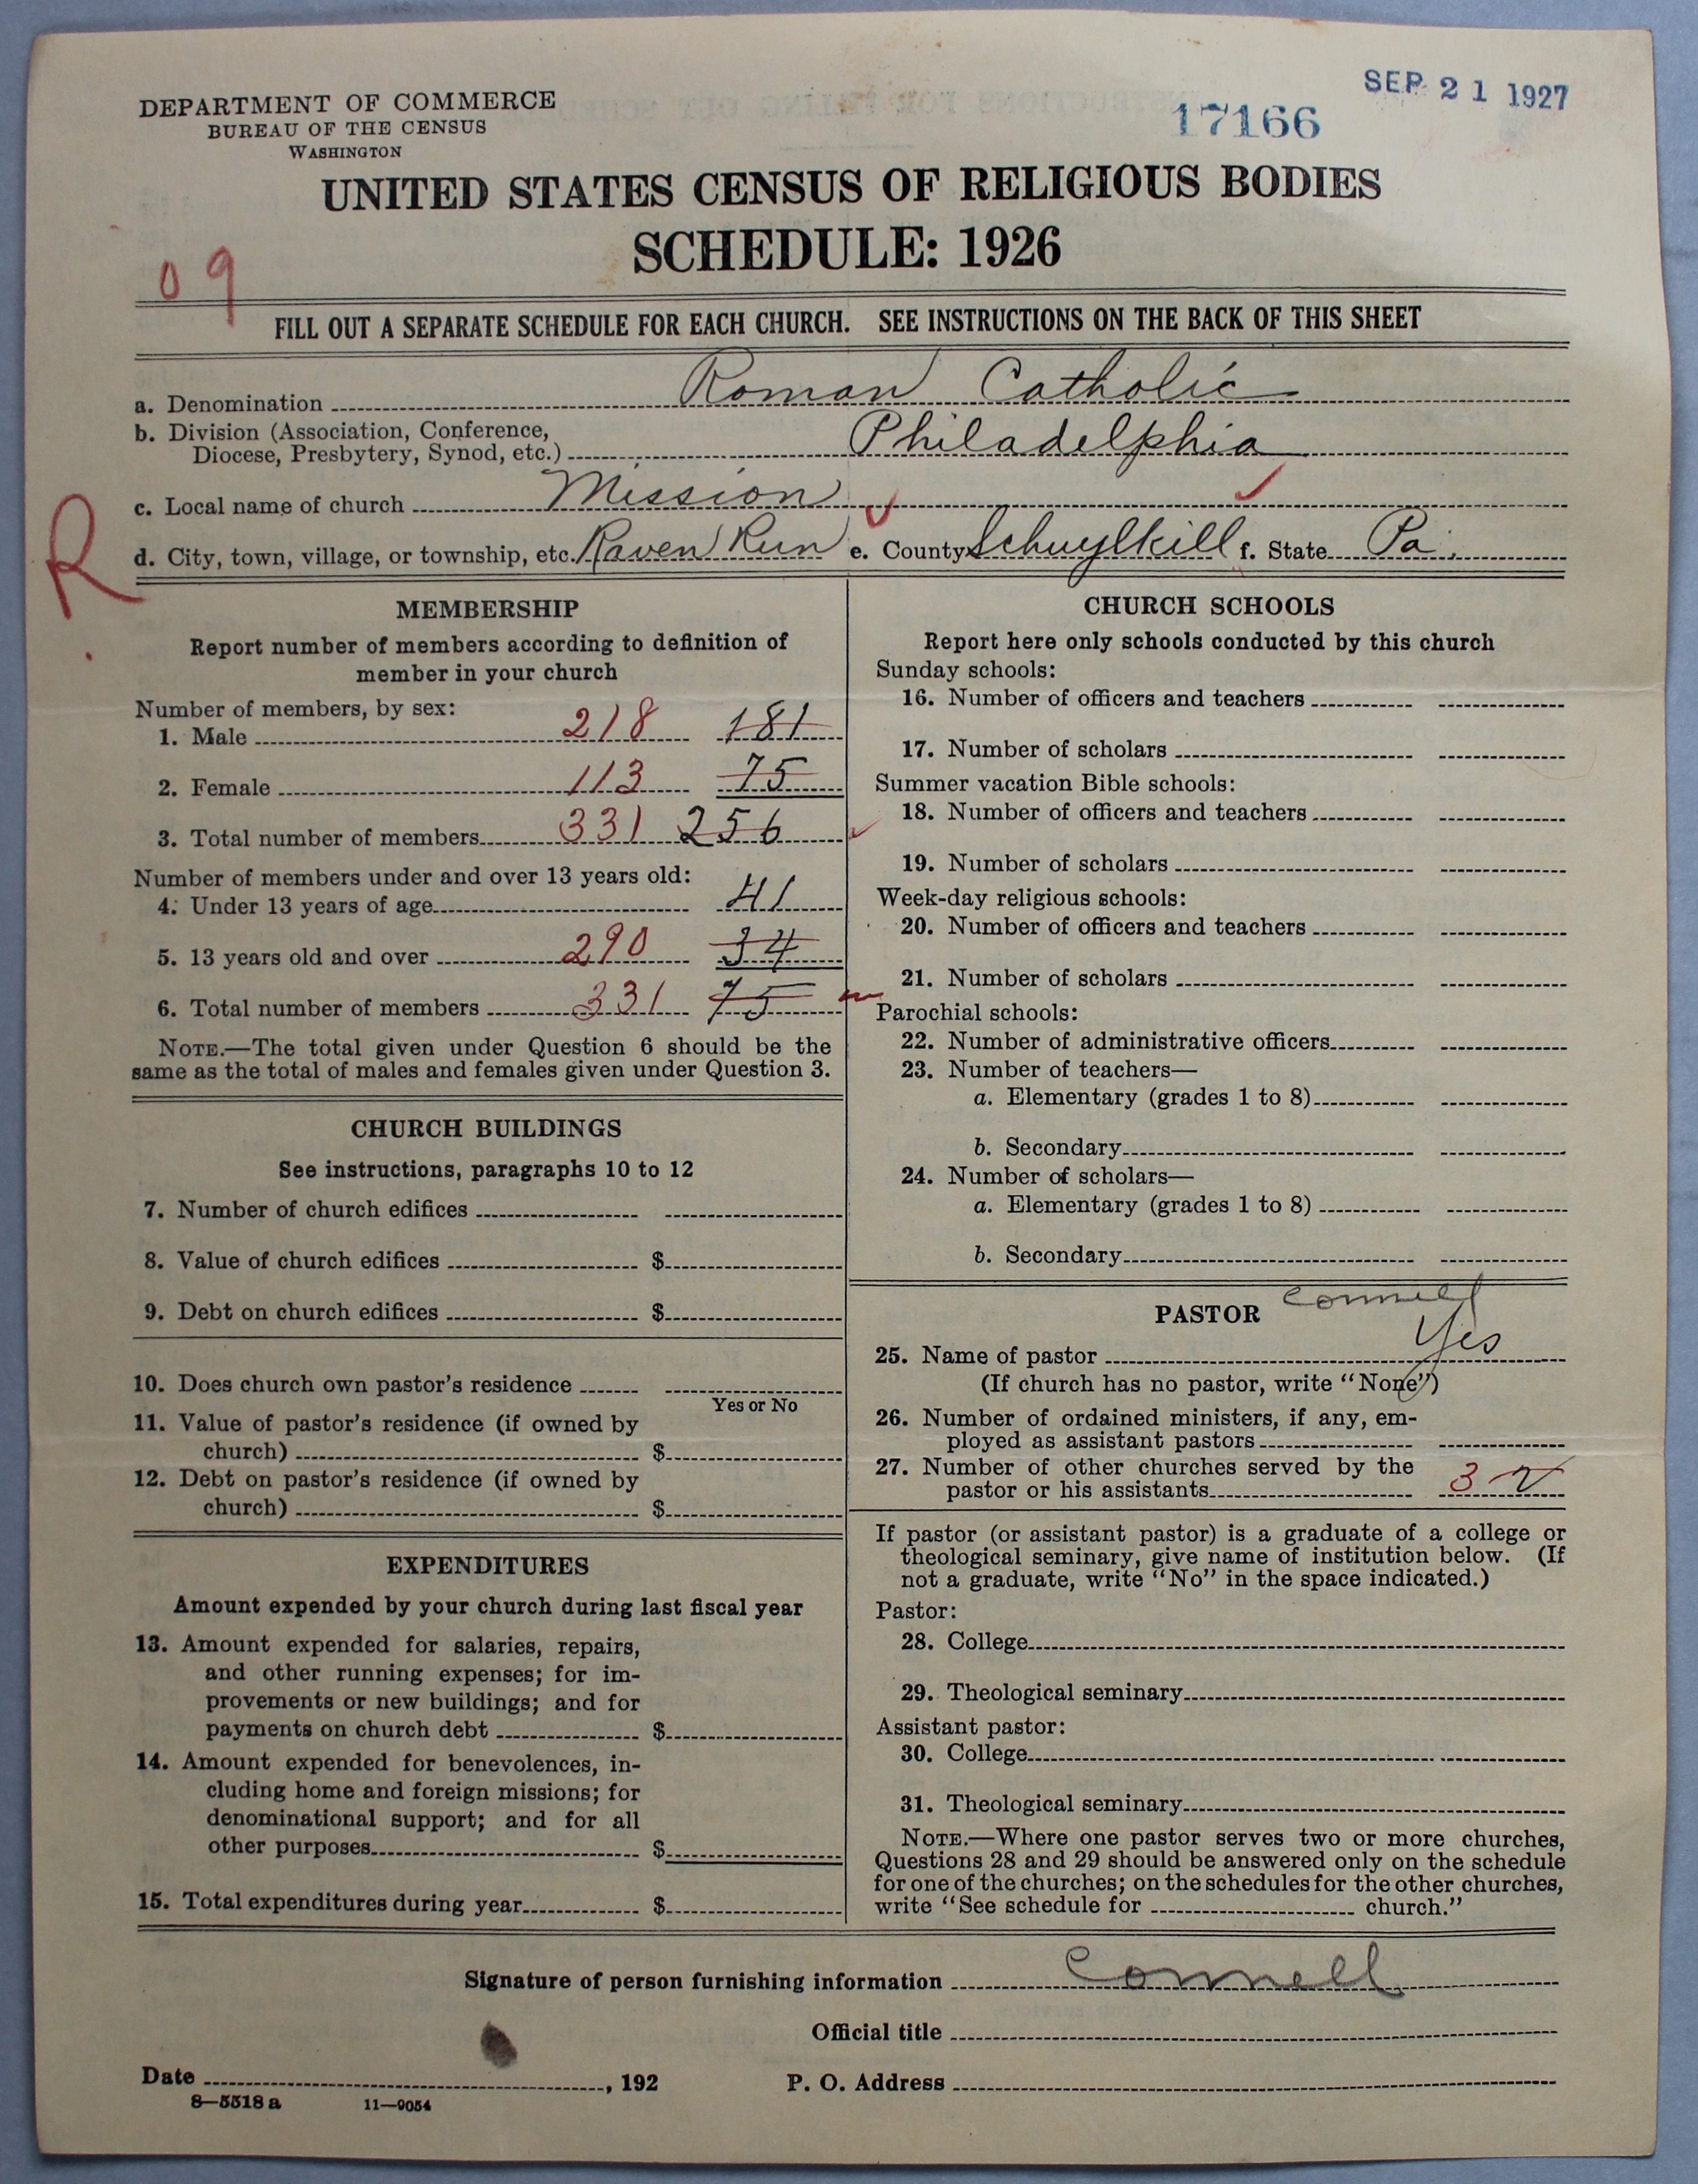 SEP 21 1927
17166
DEPARTMENT OF COMMERCE
BUREAU OF THE CENSUS
WASHINGTON
UNITED STATES CENSUS OF RELIGIOUS BODIES
SCHEDULE: 1926
09
FILL OUT A SEPARATE SCHEDULE FOR EACH CHURCH. SEE INSTRUCTIONS ON THE BACK OF THIS SHEET
a. Denomination Roman Catholic
b. Division (Association, Conference,
Diocese, Presbytery, Synod, etc.) Philadelphia
c. Local name of church Mission
R
d. City, town, village, or township, etc. Raven Run e. County Schuylkill f. State Pa.
MEMBERSHIP
Report number of members according to definition of
member in your church
Number of members, by sex:
1. Male 218 181
2. Female 113 75
3. Total number of members 331 256
Number of members under and over 13 years old:
4. Under 13 years of age 41
5. 13 years old and over 290 34
6. Total number of members 331 75
NOTE.—The total given under Question 6 should be the
same as the total of males and females given under Question 3.
CHURCH BUILDINGS
See instructions, paragraphs 10 to 12
7. Number of church edifices
8. Value of church edifices $
9. Debt on church edifices $
10. Does church own pastor's residence
Yes or No
11. Value of pastor's residence (if owned by
church) $
12. Debt on pastor's residence (if owned by
church) $
EXPENDITURES
Amount expended by your church during last fiscal year
13. Amount expended for salaries, repairs,
and other running expenses; for im-
provements or new buildings; and for
payments on church debt $
14. Amount expended for benevolences, in-
cluding home and foreign missions; for
denominational support; and for all
other purposes $
15. Total expenditures during year $
CHURCH SCHOOLS
Report here only schools conducted by this church
Sunday schools:
16. Number of officers and teachers
17. Number of scholars
Summer vacation Bible schools:
18. Number of officers and teachers
19. Number of scholars
Week-day religious schools:
20. Number of officers and teachers
21. Number of scholars
Parochial schools:
22. Number of administrative officers
23. Number of teachers—
a. Elementary (grades 1 to 8)
b. Secondary
24. Number of scholars—
a. Elementary (grades 1 to 8)
b. Secondary
PASTOR Connell
25. Name of pastor Yes
(If church has no pastor, write "None")
26. Number of ordained ministers, if any, em-
ployed as assistant pastors
27. Number of other churches served by the
pastor or his assistants 3 2
If pastor (or assistant pastor) is a graduate of a college or
theological seminary, give name of institution below. (If
not a graduate, write "No" in the space indicated.)
Pastor:
28. College
29. Theological seminary
Assistant pastor:
30. College
31. Theological seminary
NOTE.—Where one pastor serves two or more churches,
Questions 28 and 29 should be answered only on the schedule
for one of the churches; on the schedules for the other churches,
write "See schedule for church."
Signature of person furnishing information Connell
Official title
Date , 192 P. O. Address
8—5518 a 11—9054